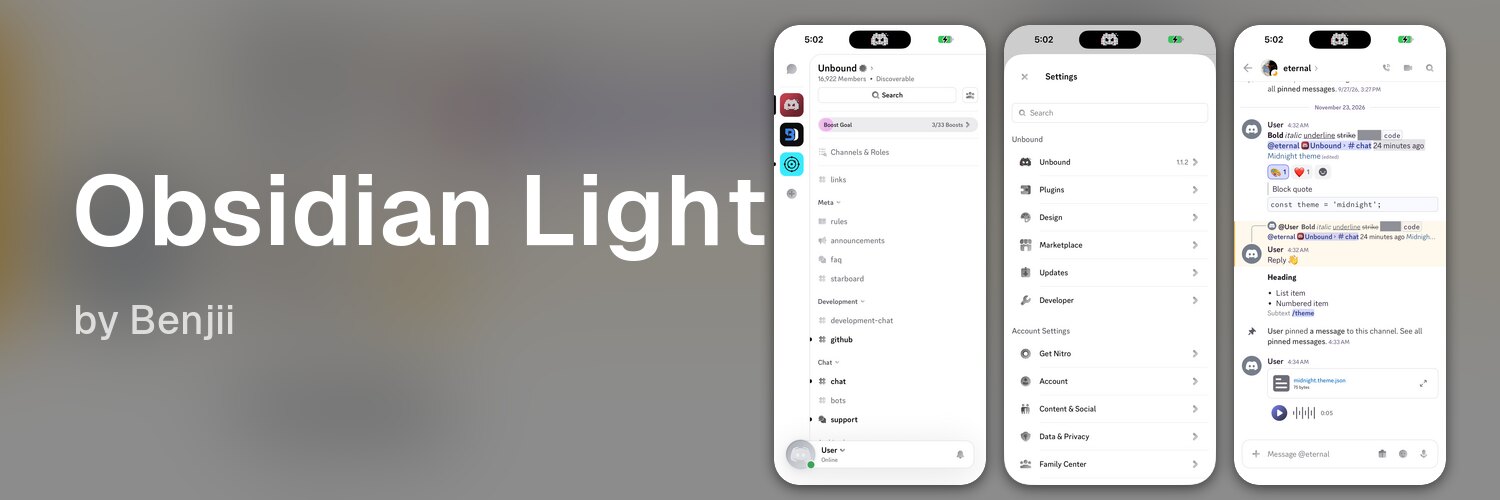 Obsidian Light
by Benjii
5:02
Unbound
16,922 Members • Discoverable
Search
Boost Goal 3/33 Boosts
Channels & Roles
links
Meta
rules
announcements
faq
starboard
Development
development-chat
github
Chat
chat
bots
support
User
Online
5:02
Settings
Search
Unbound
Unbound 1.1.2
Plugins
Design
Marketplace
Updates
Developer
Account Settings
Get Nitro
Account
Content & Social
Data & Privacy
Family Center
5:02
eternal
all pinned messages. 9/27/26, 3:27 PM
November 23, 2026
User 4:32 AM
Bold italic underline strike code
@eternal Unbound › # chat 24 minutes ago
Midnight theme (edited)
1 1
Block quote
const theme = 'midnight';
@User Bold italic underline strike code
@eternal Unbound › # chat 24 minutes ago Midnigh...
User 4:32 AM
Reply
Heading
• List item
• Numbered item
Subtext /theme
User pinned a message to this channel. See all
pinned messages. 4:33 AM
User 4:34 AM
midnight.theme.json
75 bytes
0:05
Message @eternal